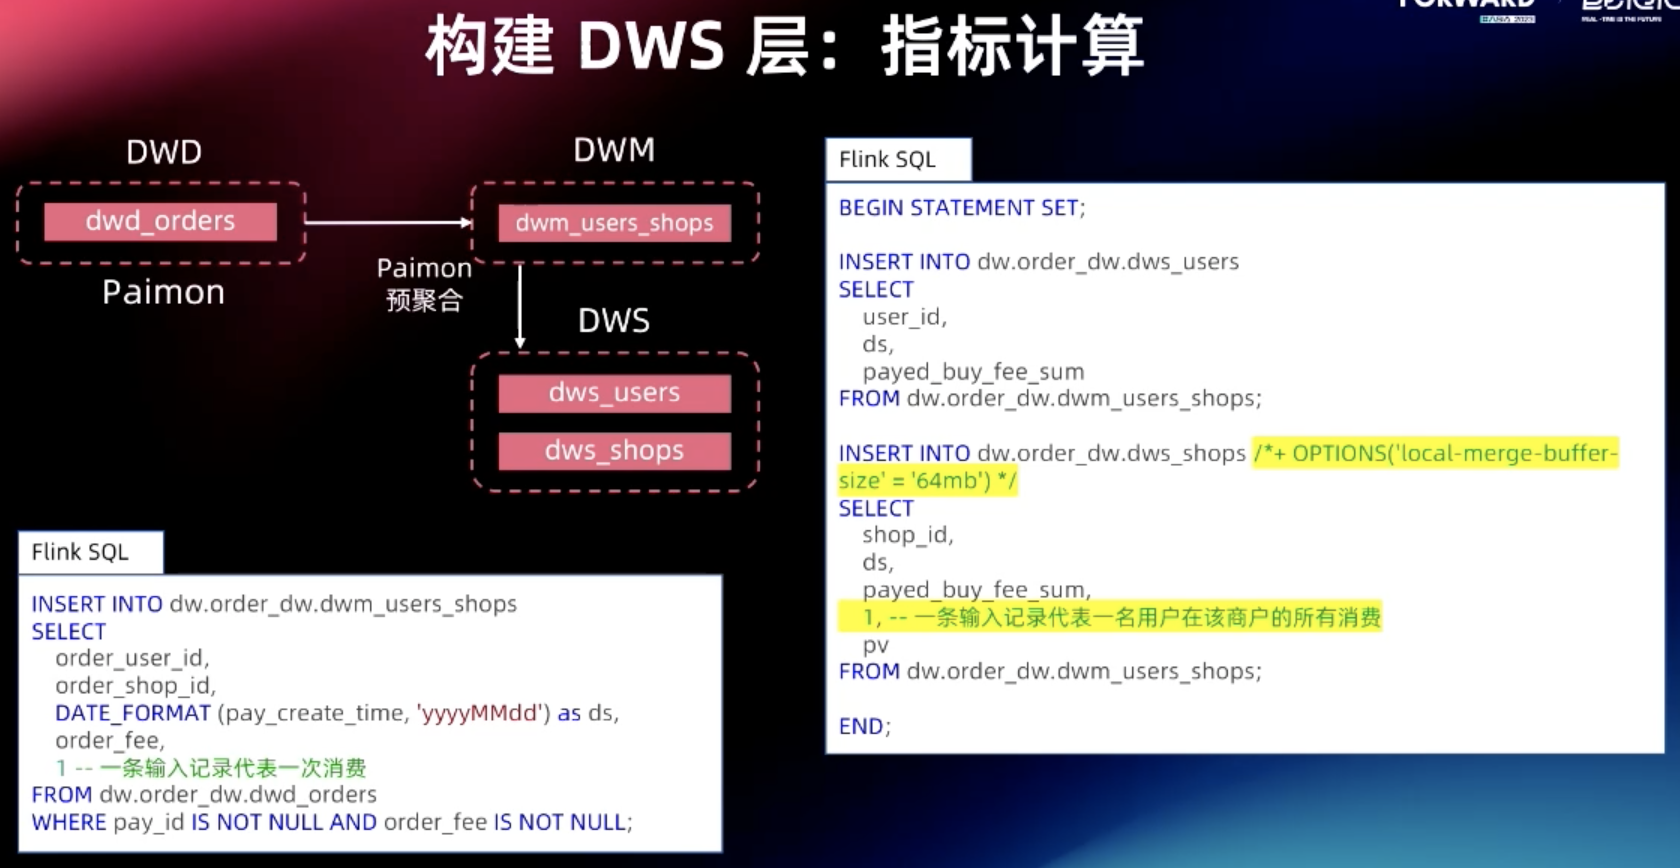 FORWARD
REAL-TIME IS THE FUTURE
构建 DWS 层：指标计算
DWD
dwd_orders
Paimon
Paimon
预聚合
DWM
dwm_users_shops
DWS
dws_users
dws_shops
Flink SQL
INSERT INTO dw.order_dw.dwm_users_shops
SELECT
order_user_id,
order_shop_id,
DATE_FORMAT (pay_create_time, 'yyyyMMdd') as ds,
order_fee,
1 -- 一条输入记录代表一次消费
FROM dw.order_dw.dwd_orders
WHERE pay_id IS NOT NULL AND order_fee IS NOT NULL;
Flink SQL
BEGIN STATEMENT SET;
INSERT INTO dw.order_dw.dws_users
SELECT
user_id,
ds,
payed_buy_fee_sum
FROM dw.order_dw.dwm_users_shops;
INSERT INTO dw.order_dw.dws_shops /*+ OPTIONS('local-merge-buffer-
size' = '64mb') */
SELECT
shop_id,
ds,
payed_buy_fee_sum,
1, -- 一条输入记录代表一名用户在该商户的所有消费
pv
FROM dw.order_dw.dwm_users_shops;
END;